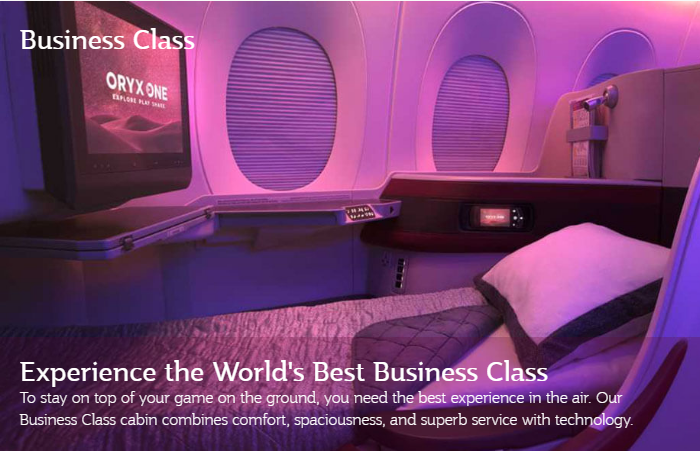 Business Class
ORYX ONE
EXPLORE PLAY SHARE
ORYX ONE
Experience the World's Best Business Class
To stay on top of your game on the ground, you need the best experience in the air. Our
Business Class cabin combines comfort, spaciousness, and superb service with technology.